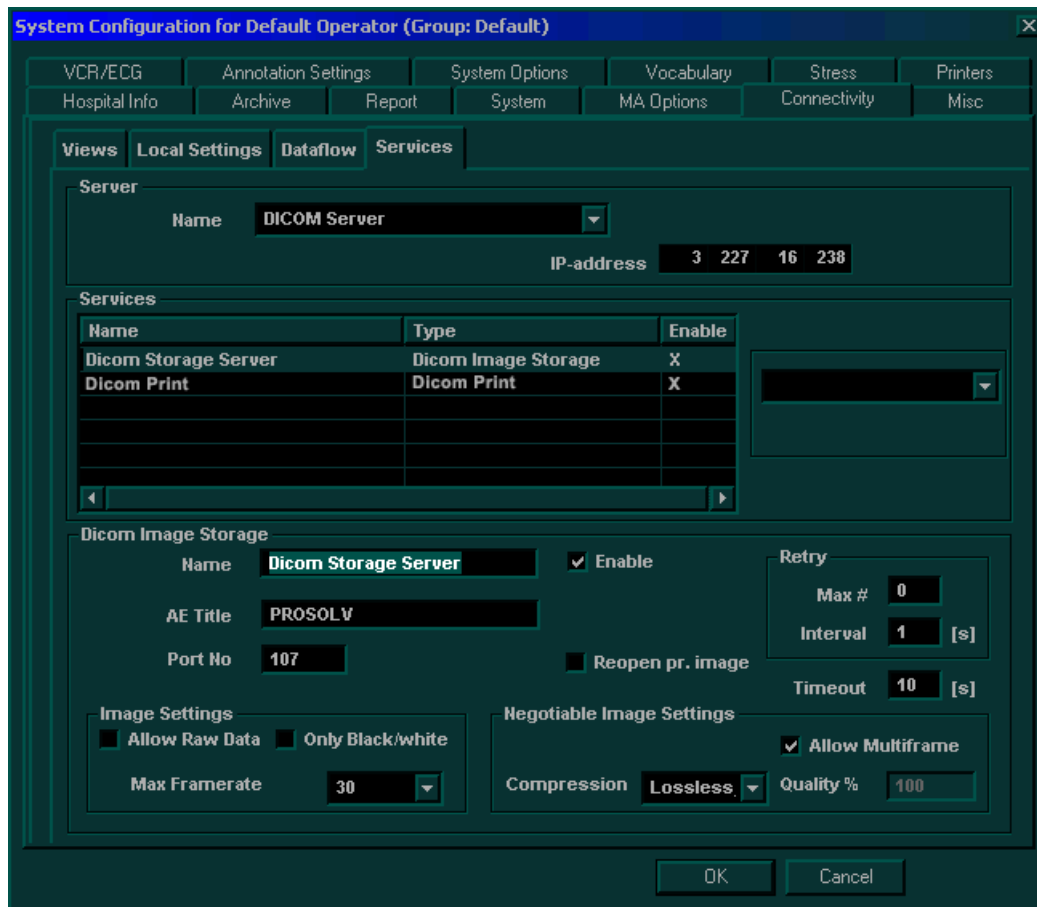 System Configuration for Default Operator (Group: Default)
VCR/ECG Annotation Settings System Options Vocabulary Stress Printers
Hospital Info Archive Report System MA Options Connectivity Misc
Views Local Settings Dataflow Services
Server
Name DICOM Server
IP-address 3 227 16 238
Services
Name Type Enable
Dicom Storage Server Dicom Image Storage X
Dicom Print Dicom Print X
Dicom Image Storage
Name Dicom Storage Server Enable Retry
Max # 0
AE Title PROSOLV
Interval 1 [s]
Port No 107 Reopen pr. image
Timeout 10 [s]
Image Settings Negotiable Image Settings
Allow Raw Data Only Black/white Allow Multiframe
Max Framerate 30 Compression Lossless Quality % 100
OK Cancel